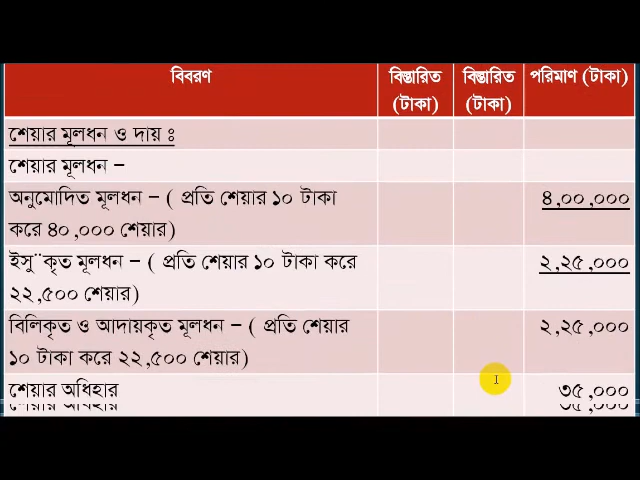 বিবরণ বিস্তারিত (টাকা) বিস্তারিত (টাকা) পরিমাণ (টাকা)
শেয়ার মূলধন ও দায় ঃ
শেয়ার মূলধন –
অনুমোদিত মূলধন – ( প্রতি শেয়ার ১০ টাকা ৪,০০,০০০
করে ৪০,০০০ শেয়ার)
ইসু¨কৃত মূলধন – ( প্রতি শেয়ার ১০ টাকা করে ২,২৫,০০০
২২,৫০০ শেয়ার)
বিলিকৃত ও আদায়কৃত মূলধন – ( প্রতি শেয়ার ২,২৫,০০০
১০ টাকা করে ২২,৫০০ শেয়ার)
শেয়ার অধিহার ৩৫,০০০